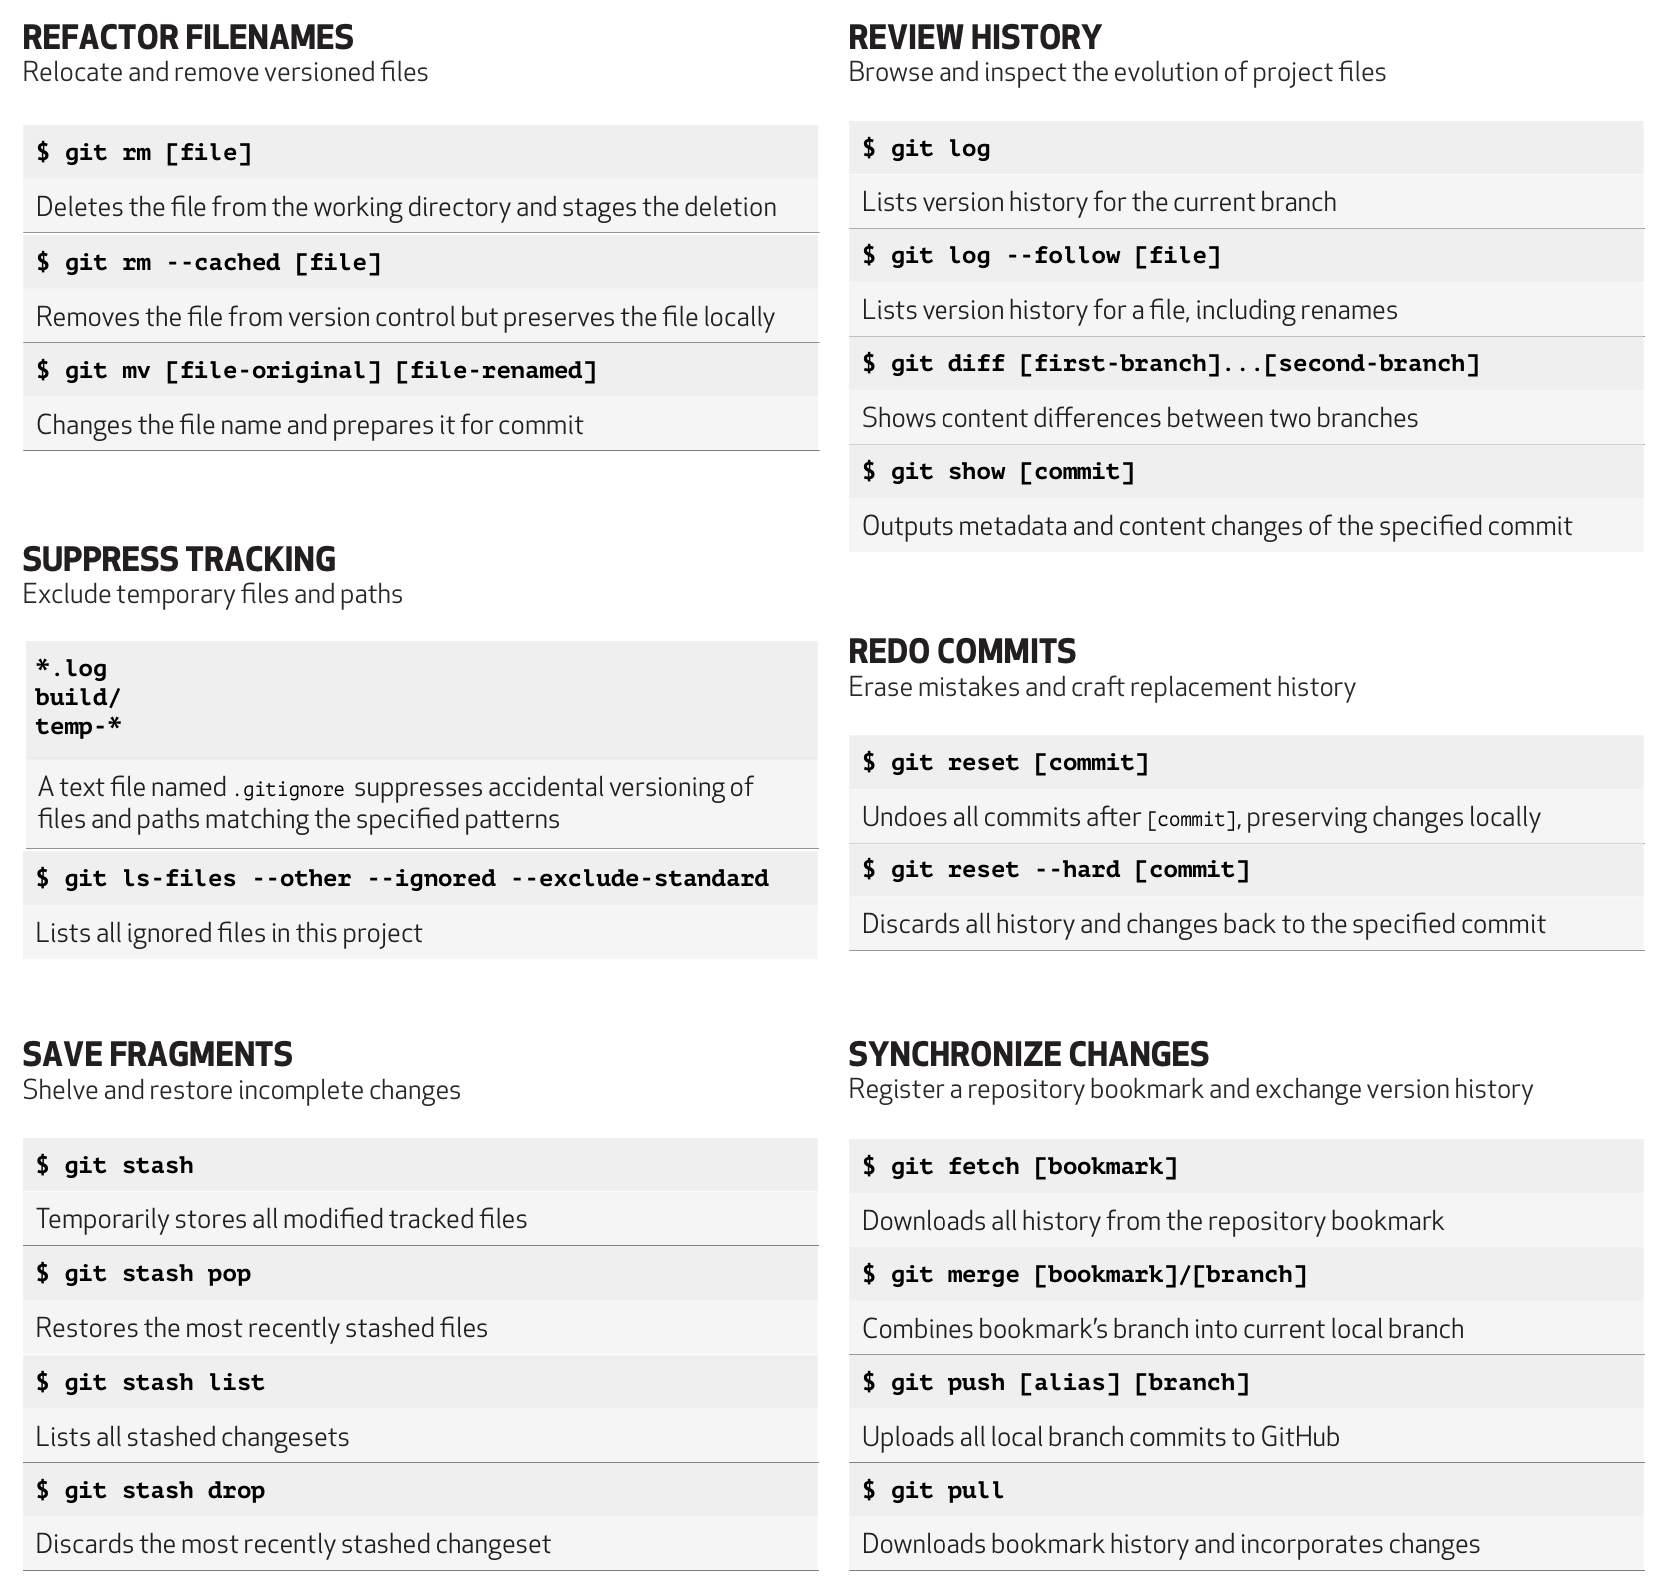 REFACTOR FILENAMES
Relocate and remove versioned files
$ git rm [file]
Deletes the file from the working directory and stages the deletion
$ git rm --cached [file]
Removes the file from version control but preserves the file locally
$ git mv [file-original] [file-renamed]
Changes the file name and prepares it for commit
SUPPRESS TRACKING
Exclude temporary files and paths
*.log
build/
temp-*
A text file named .gitignore suppresses accidental versioning of
files and paths matching the specified patterns
$ git ls-files --other --ignored --exclude-standard
Lists all ignored files in this project
SAVE FRAGMENTS
Shelve and restore incomplete changes
$ git stash
Temporarily stores all modified tracked files
$ git stash pop
Restores the most recently stashed files
$ git stash list
Lists all stashed changesets
$ git stash drop
Discards the most recently stashed changeset
REVIEW HISTORY
Browse and inspect the evolution of project files
$ git log
Lists version history for the current branch
$ git log --follow [file]
Lists version history for a file, including renames
$ git diff [first-branch]...[second-branch]
Shows content differences between two branches
$ git show [commit]
Outputs metadata and content changes of the specified commit
REDO COMMITS
Erase mistakes and craft replacement history
$ git reset [commit]
Undoes all commits after [commit], preserving changes locally
$ git reset --hard [commit]
Discards all history and changes back to the specified commit
SYNCHRONIZE CHANGES
Register a repository bookmark and exchange version history
$ git fetch [bookmark]
Downloads all history from the repository bookmark
$ git merge [bookmark]/[branch]
Combines bookmark’s branch into current local branch
$ git push [alias] [branch]
Uploads all local branch commits to GitHub
$ git pull
Downloads bookmark history and incorporates changes